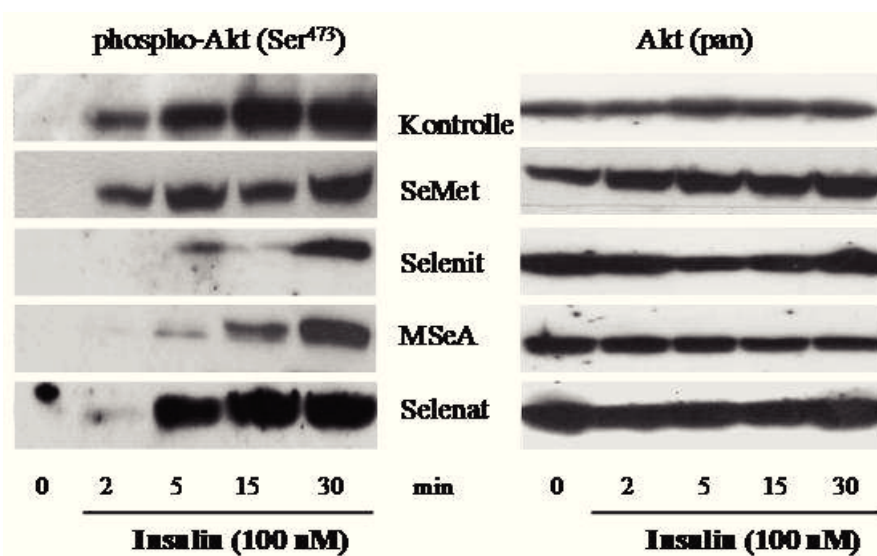 phospho-Akt (Ser⁴⁷³) Akt (pan)
Kontrolle
SeMet
Selenit
MSeA
Selenat
0 2 5 15 30 min 0 2 5 15 30
Insulin (100 nM) Insulin (100 nM)